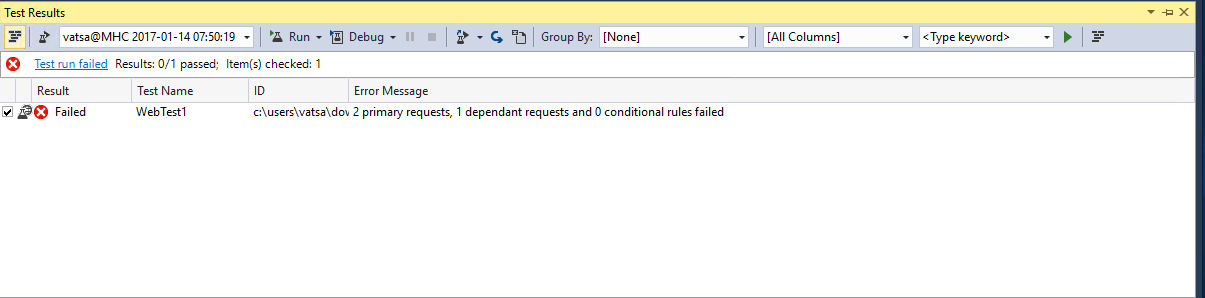 Test Results
vatsa@MHC 2017-01-14 07:50:19 Run Debug Group By: [None] [All Columns] <Type keyword>
Test run failed Results: 0/1 passed; Item(s) checked: 1
Result Test Name ID Error Message
Failed WebTest1 c:\users\vatsa\dov 2 primary requests, 1 dependant requests and 0 conditional rules failed